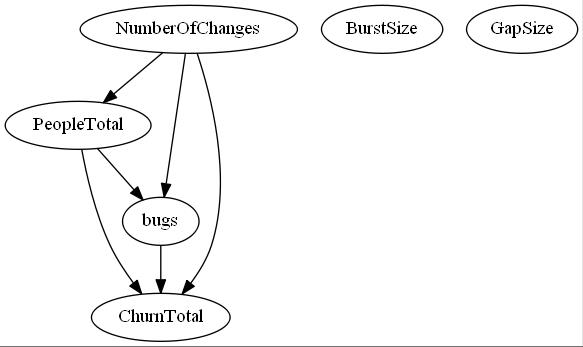 NumberOfChanges
BurstSize
GapSize
PeopleTotal
bugs
ChurnTotal